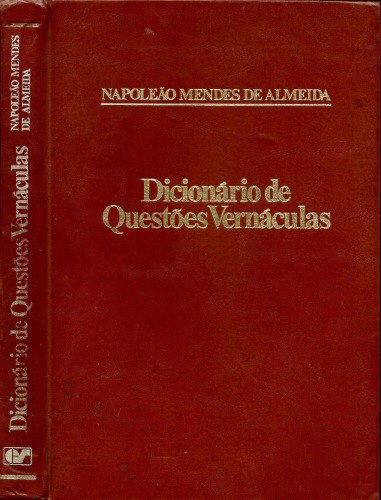 NAPOLEÃO MENDES DE ALMEIDA
Dicionário de
Questões Vernáculas
NAPOLEÃO MENDES
DE ALMEIDA
Dicionário de Questões Vernáculas